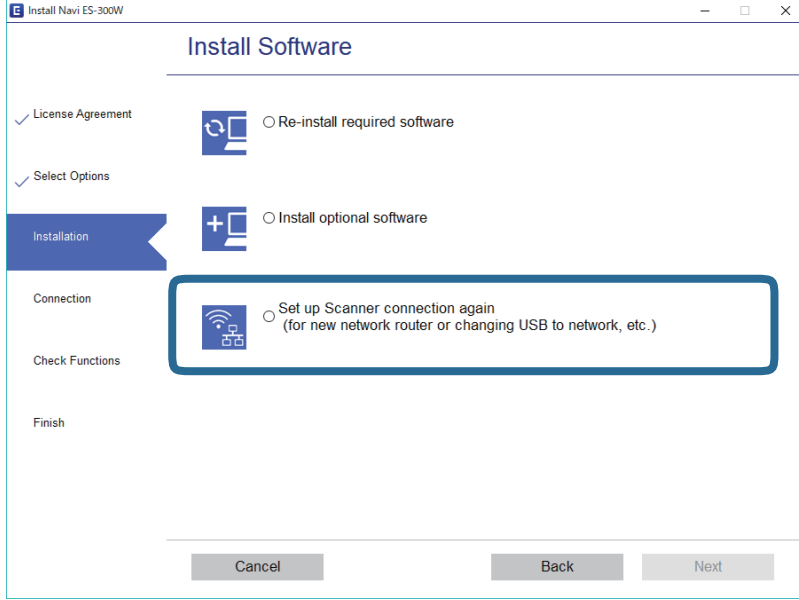 Install Navi ES-300W
Install Software
License Agreement
Select Options
Installation
Connection
Check Functions
Finish
Re-install required software
Install optional software
Set up Scanner connection again
(for new network router or changing USB to network, etc.)
Cancel
Back
Next